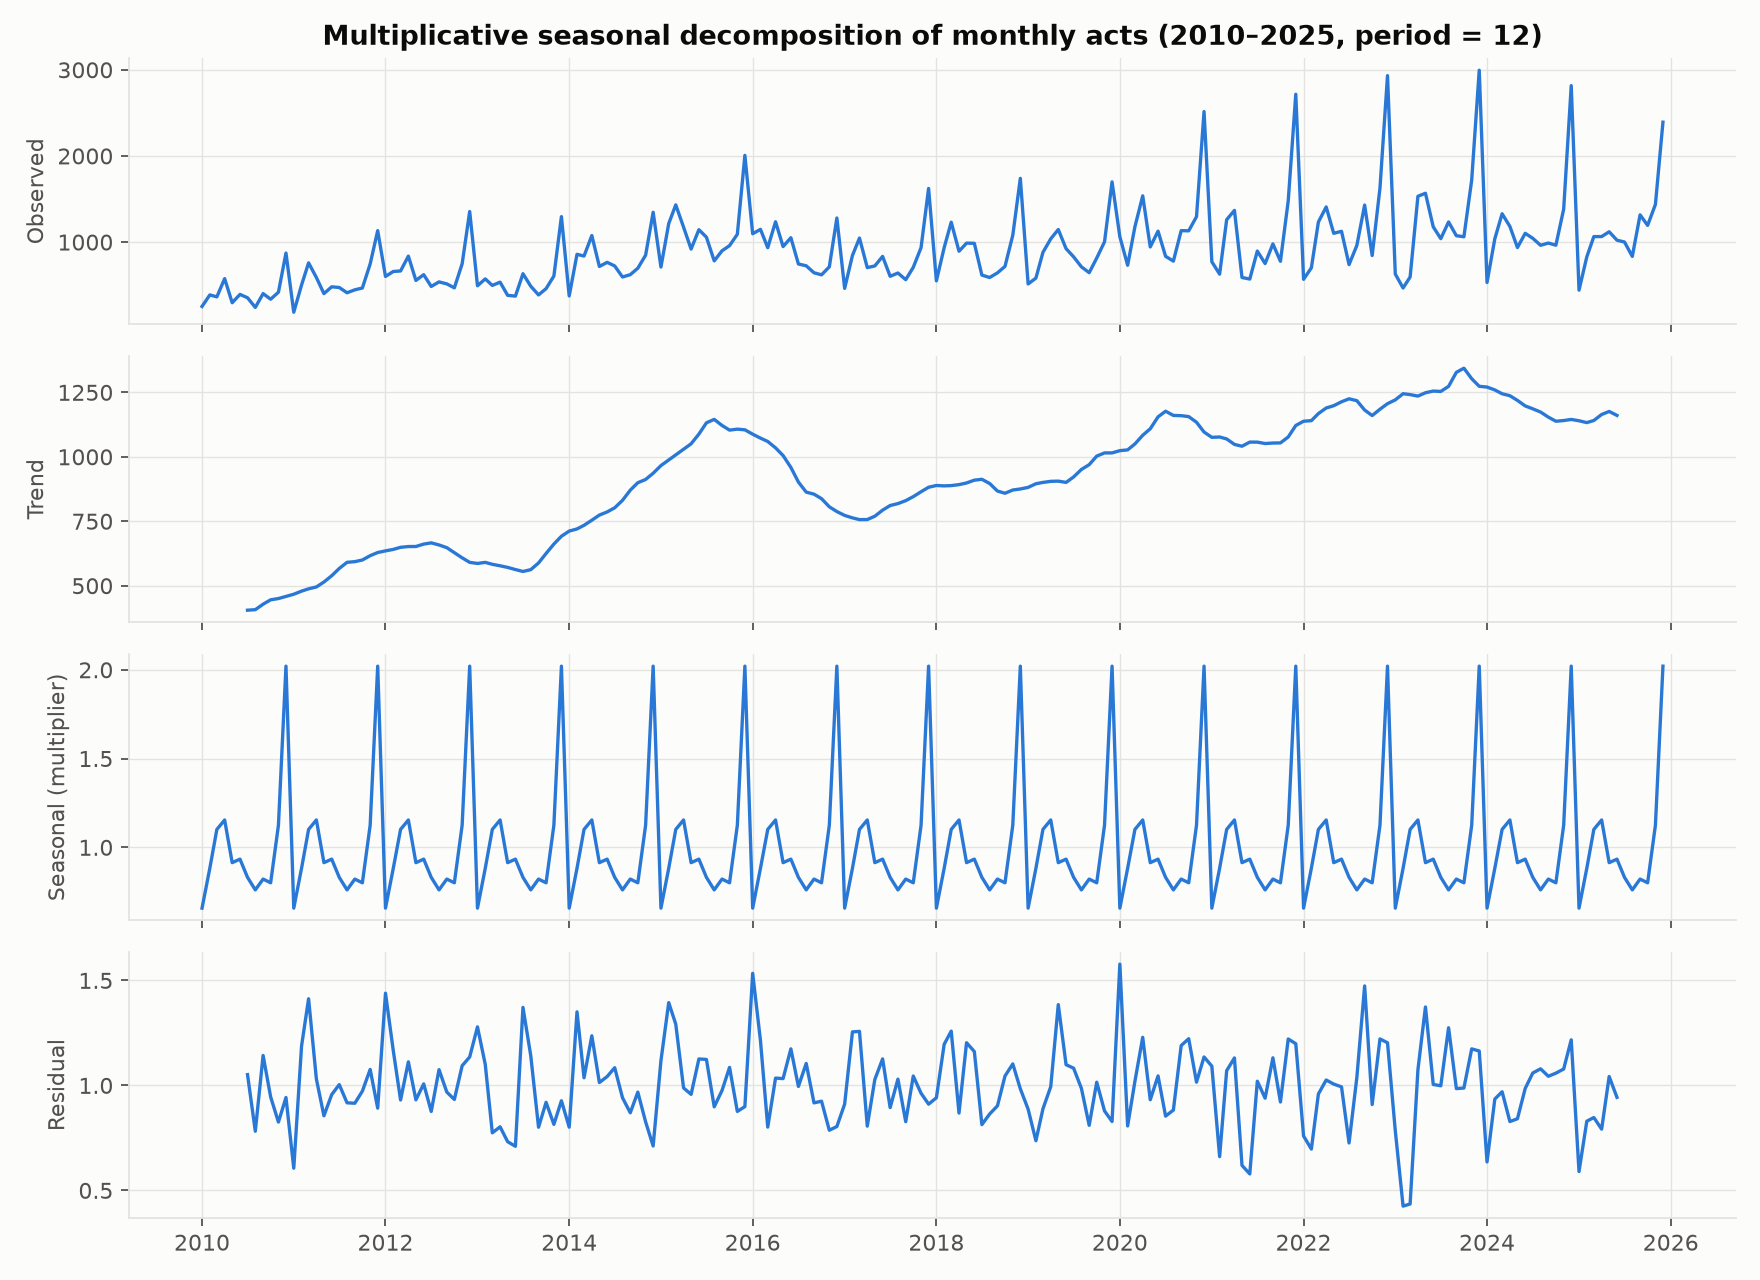 Multiplicative seasonal decomposition of monthly acts (2010–2025, period = 12)
Observed
3000
2000
1000
Trend
1250
1000
750
500
Seasonal (multiplier)
2.0
1.5
1.0
Residual
1.5
1.0
0.5
2010 2012 2014 2016 2018 2020 2022 2024 2026